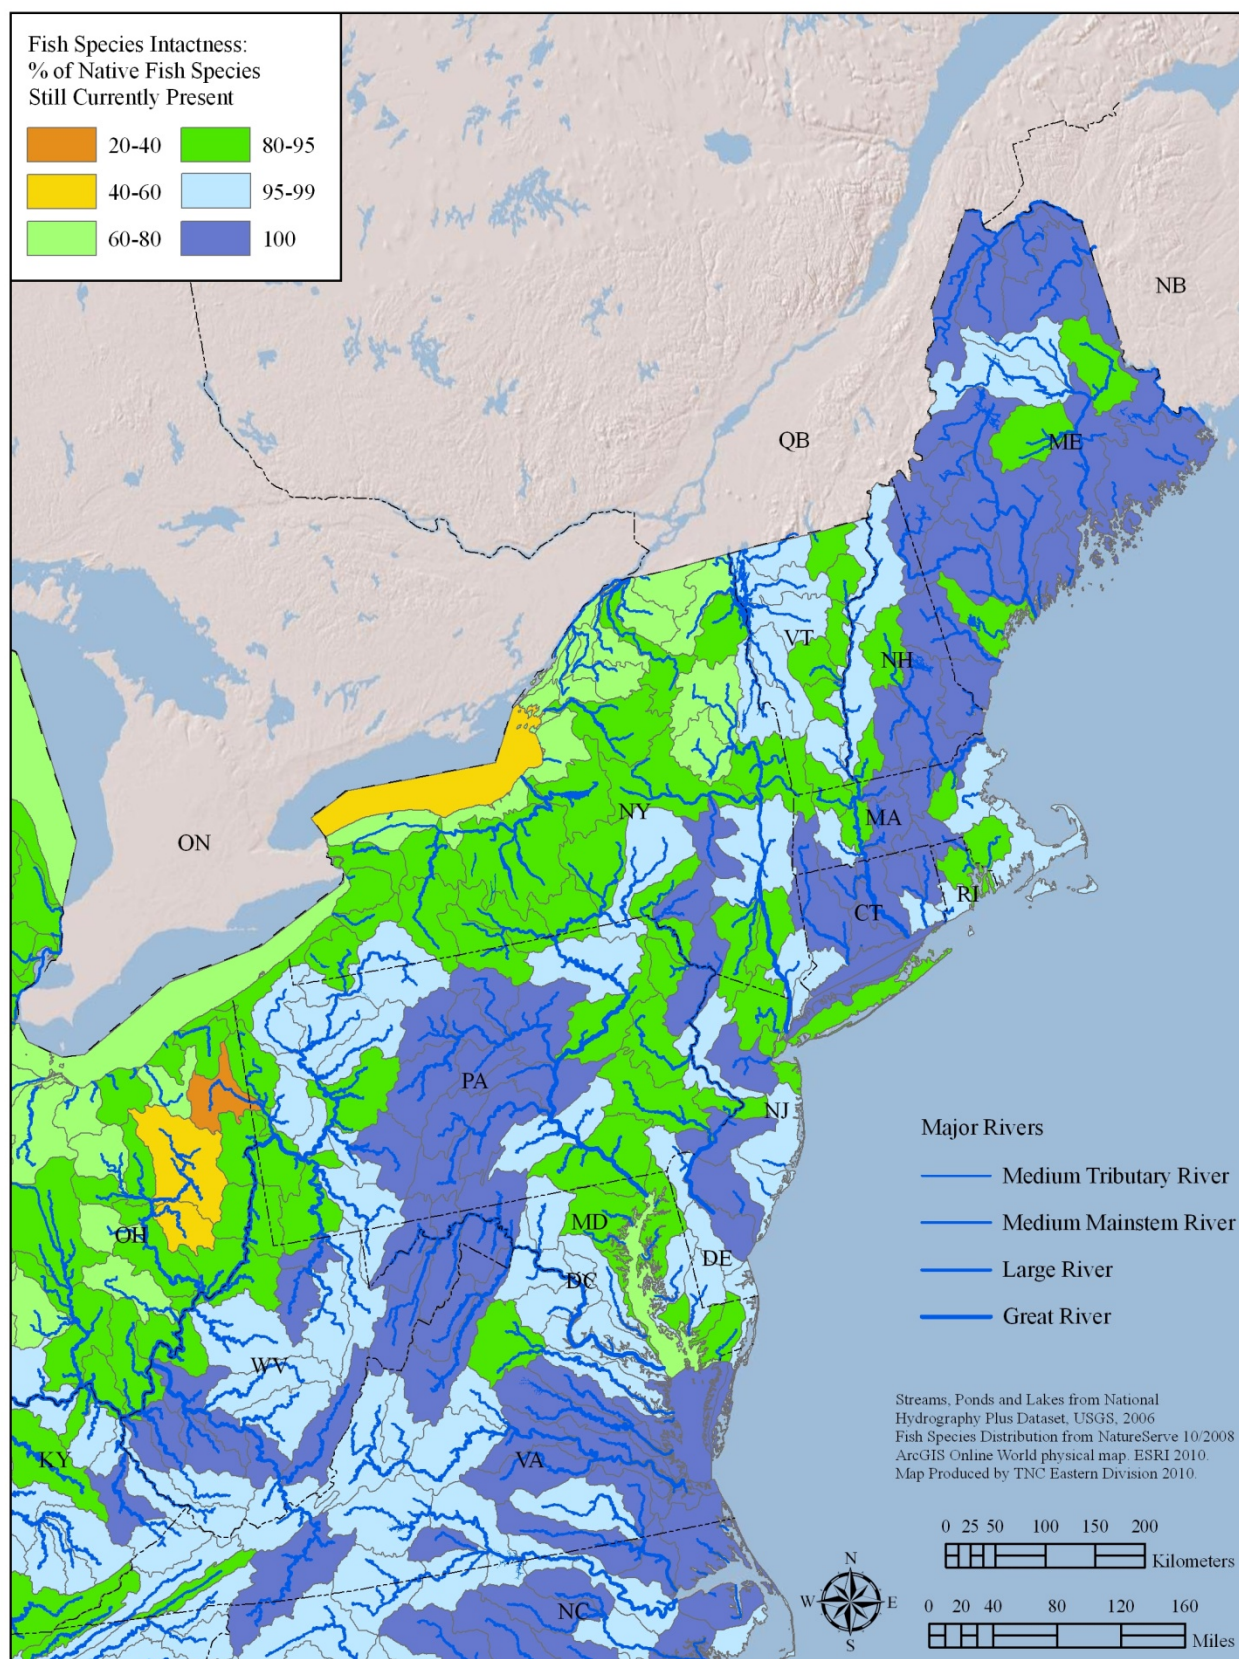 Fish Species Intactness:
% of Native Fish Species
Still Currently Present
20-40
80-95
40-60
95-99
60-80
100
NB
QB
ME
VT
NH
ON
NY
MA
RI
CT
PA
NJ
OH
MD
DE
DC
WV
KY
VA
NC
Major Rivers
Medium Tributary River
Medium Mainstem River
Large River
Great River
Streams, Ponds and Lakes from National
Hydrography Plus Dataset, USGS, 2006
Fish Species Distribution from NatureServe 10/2008
ArcGIS Online World physical map. ESRI 2010.
Map Produced by TNC Eastern Division 2010.
0 25 50 100 150 200
Kilometers
N
W E
S
0 20 40 80 120 160
Miles